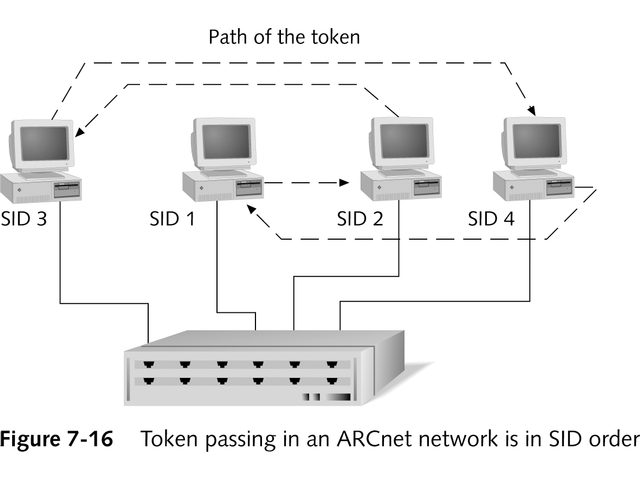 Path of the token
SID 3
SID 1
SID 2
SID 4
Figure 7-16 Token passing in an ARCnet network is in SID order